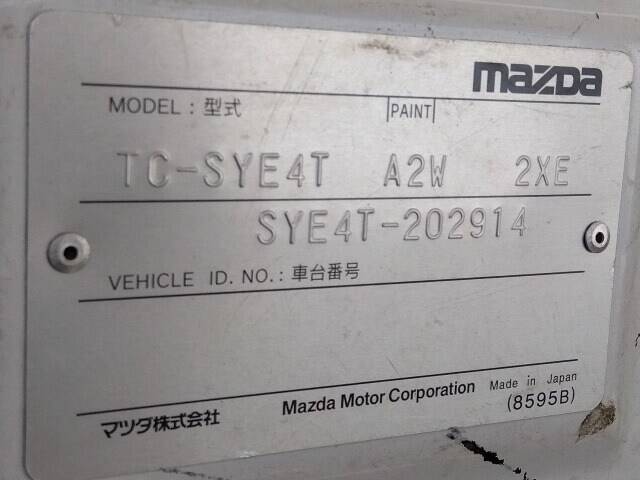 mazda
MODEL : 型式 PAINT
TC-SYE4T A2W 2XE
SYE4T-202914
VEHICLE ID. NO. : 車台番号
マツダ株式会社 Mazda Motor Corporation Made in Japan
(8595B)